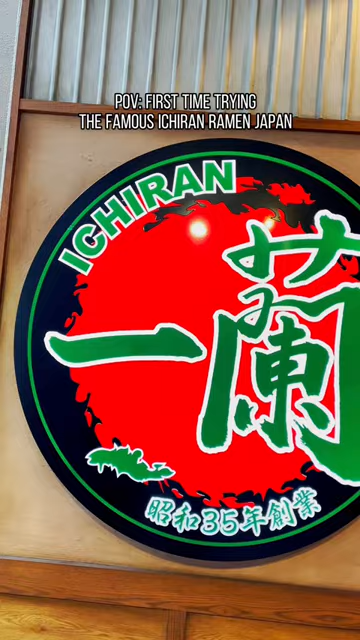 POV: FIRST TIME TRYING
THE FAMOUS ICHIRAN RAMEN JAPAN
ICHIRAN
一蘭
昭和35年創業